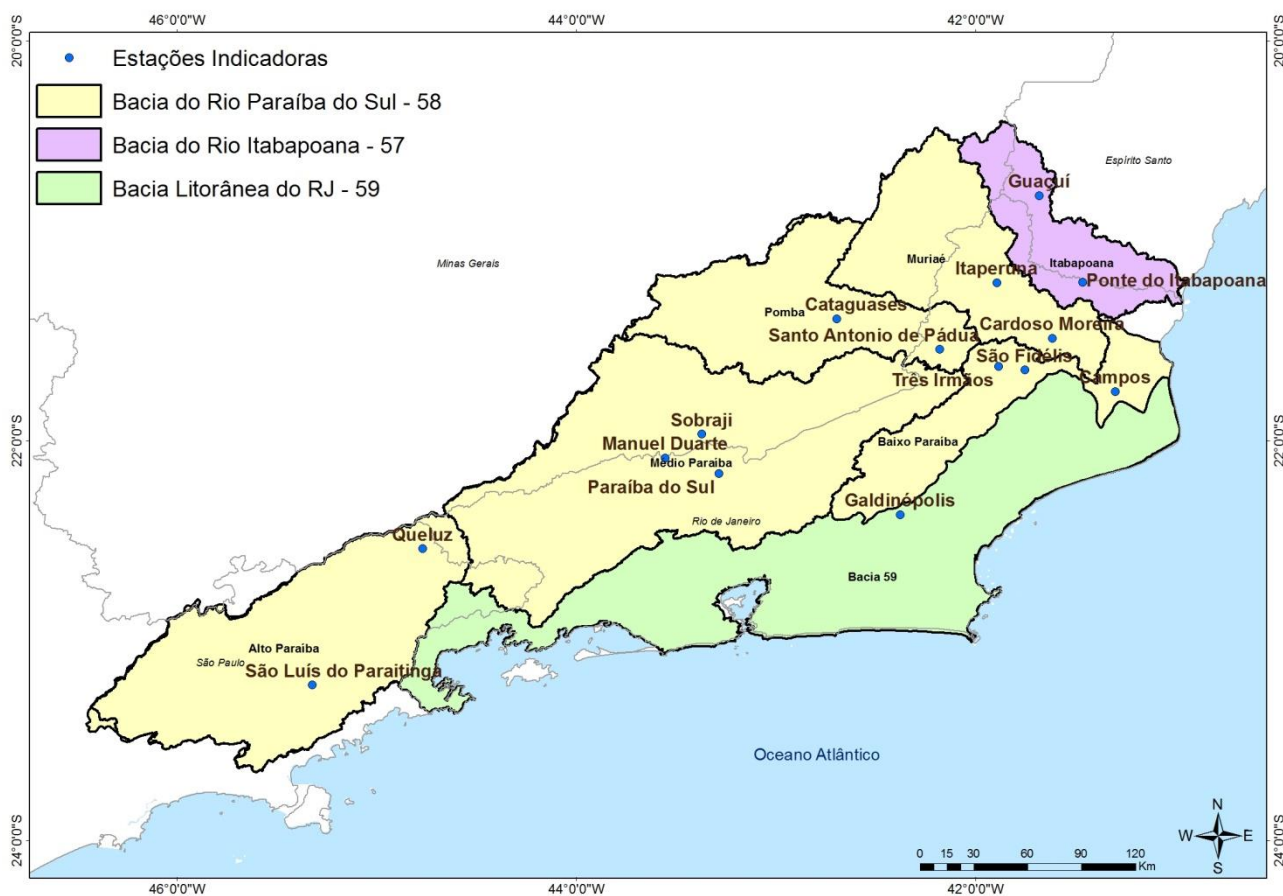 46°0'0"W
44°0'0"W
42°0'0"W
20°0'0"S
20°0'0"S
Estações Indicadoras
Bacia do Rio Paraíba do Sul - 58
Bacia do Rio Itabapoana - 57
Bacia Litorânea do RJ - 59
Espírito Santo
Guaçuí
Minas Gerais
Muriaé
Itabapoana
Itaperuna
Ponte do Itabapoana
Cataguases
Pomba
Cardoso Moreira
Santo Antonio de Pádua
São Fidélis
Três Irmãos
Campos
Sobraji
22°0'0"S
22°0'0"S
Manuel Duarte
Baixo Paraiba
Médio Paraiba
Paraíba do Sul
Galdinópolis
Rio de Janeiro
Queluz
Bacia 59
Alto Paraiba
São Paulo
São Luís do Paraitinga
Oceano Atlântico
N
W
E
S
24°0'0"S
24°0'0"S
0 15 30 60 90 120
Km
46°0'0"W
44°0'0"W
42°0'0"W